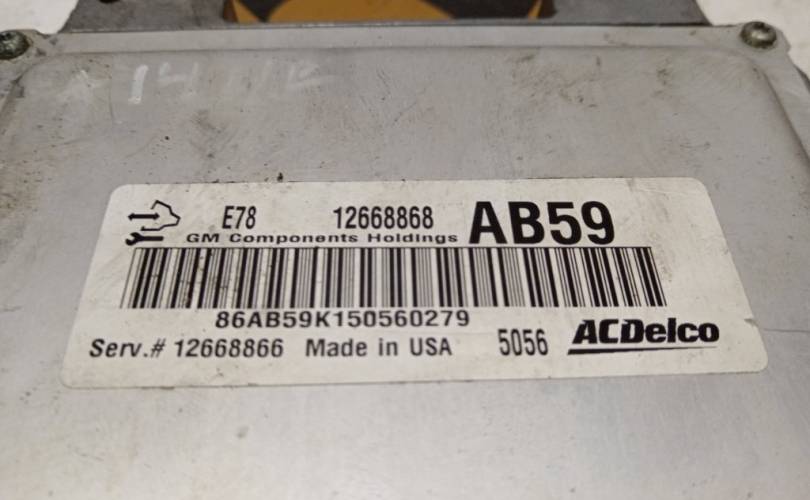 E78 12668868 AB59
GM Components Holdings
86AB59K150560279
Serv.# 12668866 Made in USA 5056 ACDelco